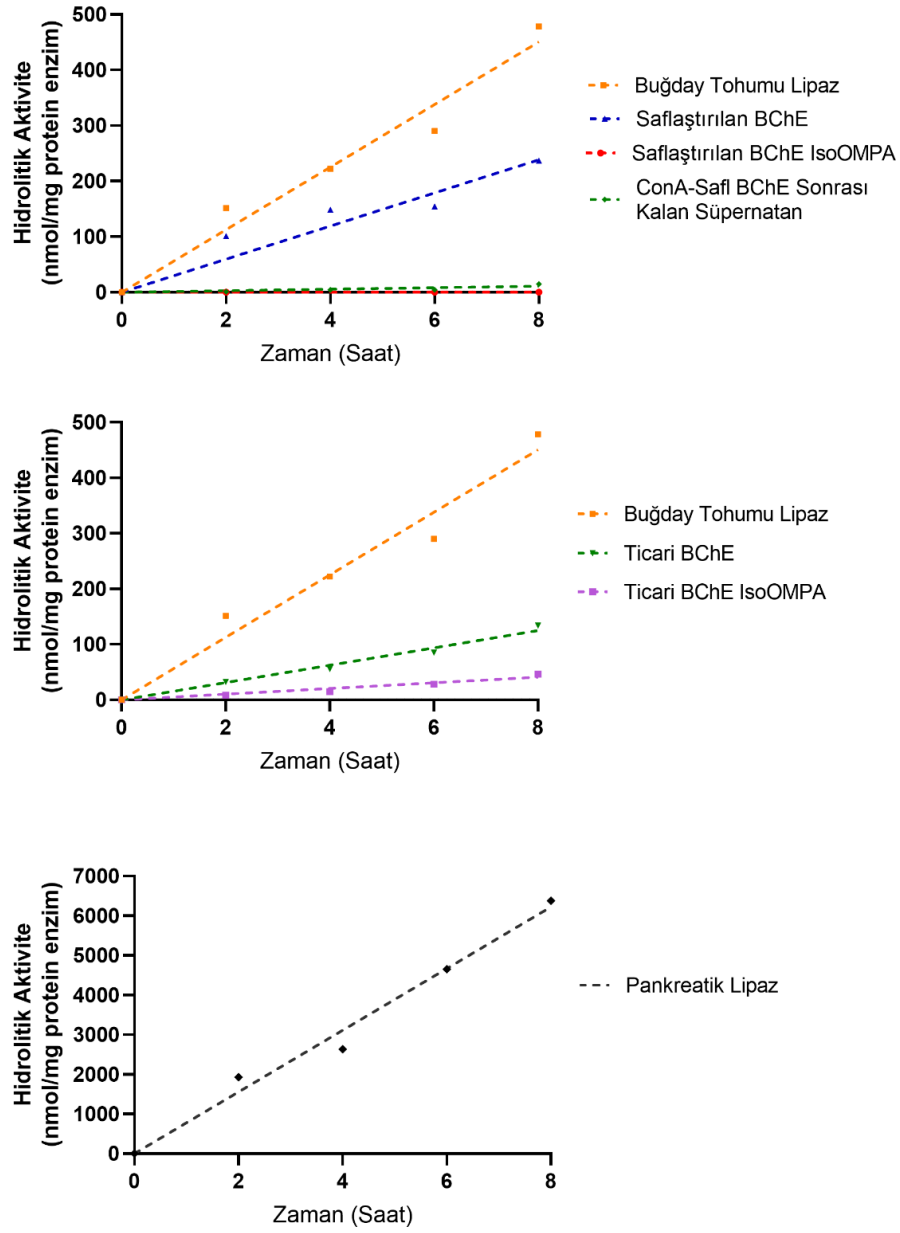 Hidrolitik Aktivite
(nmol/mg protein enzim)
500
400
300
200
100
0
0 2 4 6 8
Zaman (Saat)
Buğday Tohumu Lipaz
Saflaştırılan BChE
Saflaştırılan BChE IsoOMPA
ConA-Safl BChE Sonrası
Kalan Süpernatan
Hidrolitik Aktivite
(nmol/mg protein enzim)
500
400
300
200
100
0
0 2 4 6 8
Zaman (Saat)
Buğday Tohumu Lipaz
Ticari BChE
Ticari BChE IsoOMPA
Hidrolitik Aktivite
(nmol/mg protein enzim)
7000
6000
5000
4000
3000
2000
1000
0
0 2 4 6 8
Zaman (Saat)
Pankreatik Lipaz